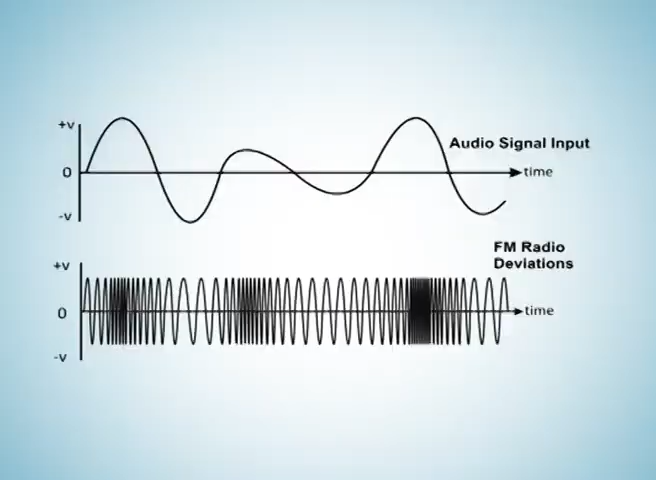 +v
Audio Signal Input
0
time
-v
FM Radio
Deviations
+v
0
time
-v